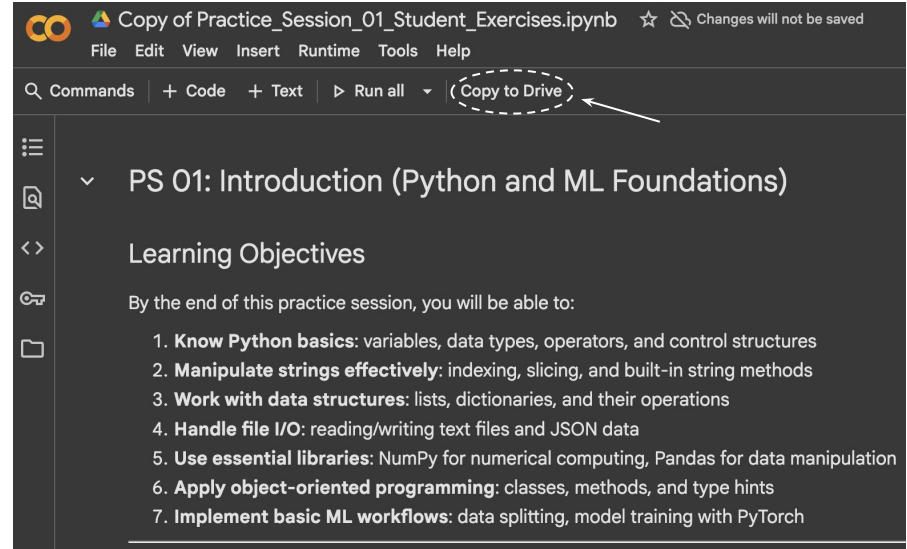 Copy of Practice_Session_01_Student_Exercises.ipynb Changes will not be saved
File Edit View Insert Runtime Tools Help
Commands + Code + Text Run all Copy to Drive
PS 01: Introduction (Python and ML Foundations)
Learning Objectives
By the end of this practice session, you will be able to:
1. Know Python basics: variables, data types, operators, and control structures
2. Manipulate strings effectively: indexing, slicing, and built-in string methods
3. Work with data structures: lists, dictionaries, and their operations
4. Handle file I/O: reading/writing text files and JSON data
5. Use essential libraries: NumPy for numerical computing, Pandas for data manipulation
6. Apply object-oriented programming: classes, methods, and type hints
7. Implement basic ML workflows: data splitting, model training with PyTorch